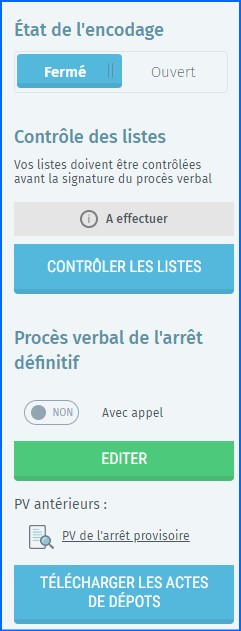 État de l'encodage
Fermé
Ouvert
Contrôle des listes
Vos listes doivent être contrôlées
avant la signature du procès verbal
A effectuer
CONTRÔLER LES LISTES
Procès verbal de l'arrêt
définitif
NON
Avec appel
EDITER
PV antérieurs :
PV de l'arrêt provisoire
TÉLÉCHARGER LES ACTES
DE DÉPOTS